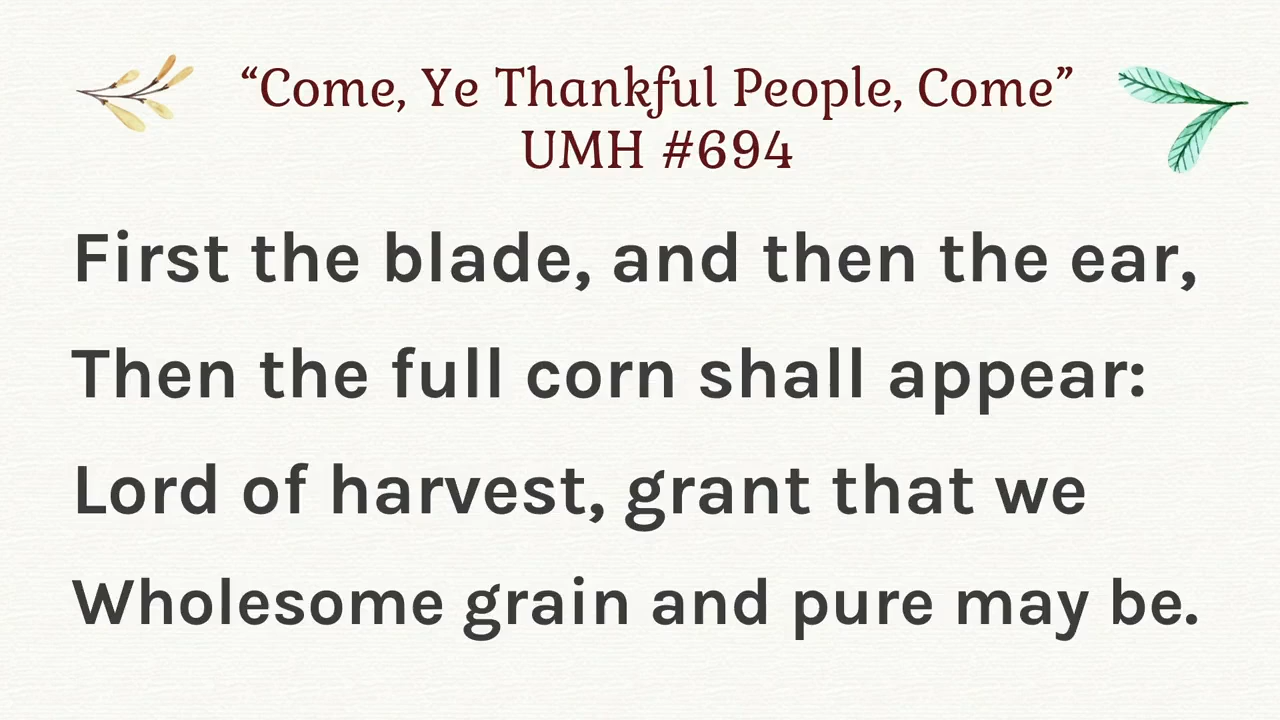 “Come, Ye Thankful People, Come”
UMH #694
First the blade, and then the ear,
Then the full corn shall appear:
Lord of harvest, grant that we
Wholesome grain and pure may be.